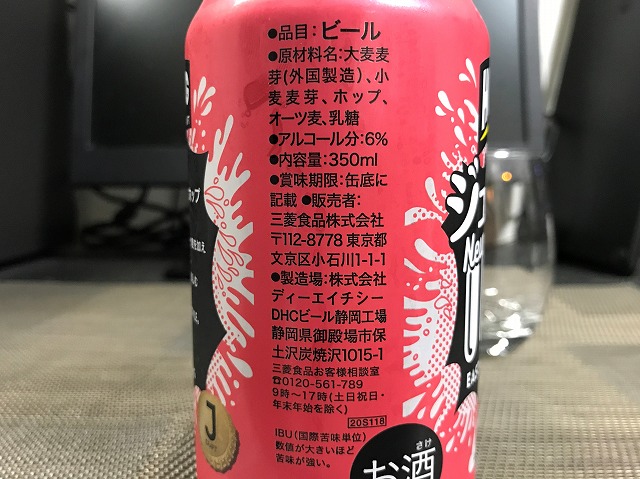 ●品目:ビール
●原材料名:大麦麦
芽(外国製造)、小
麦麦芽、ホップ、
オーツ麦、乳糖
●アルコール分:6%
●内容量:350ml
●賞味期限:缶底に
記載 ●販売者:
三菱食品株式会社
〒112-8778 東京都
文京区小石川1-1-1
●製造場:株式会社
ディーエイチシー
DHCビール静岡工場
静岡県御殿場市保
土沢炭焼沢1015-1
三菱食品お客様相談室
☎0120-561-789
9時〜17時(土日祝日・
年末年始を除く)
20S118
IBU(国際苦味単位)
数値が大きいほど
苦味が強い。
J
さけ
お酒